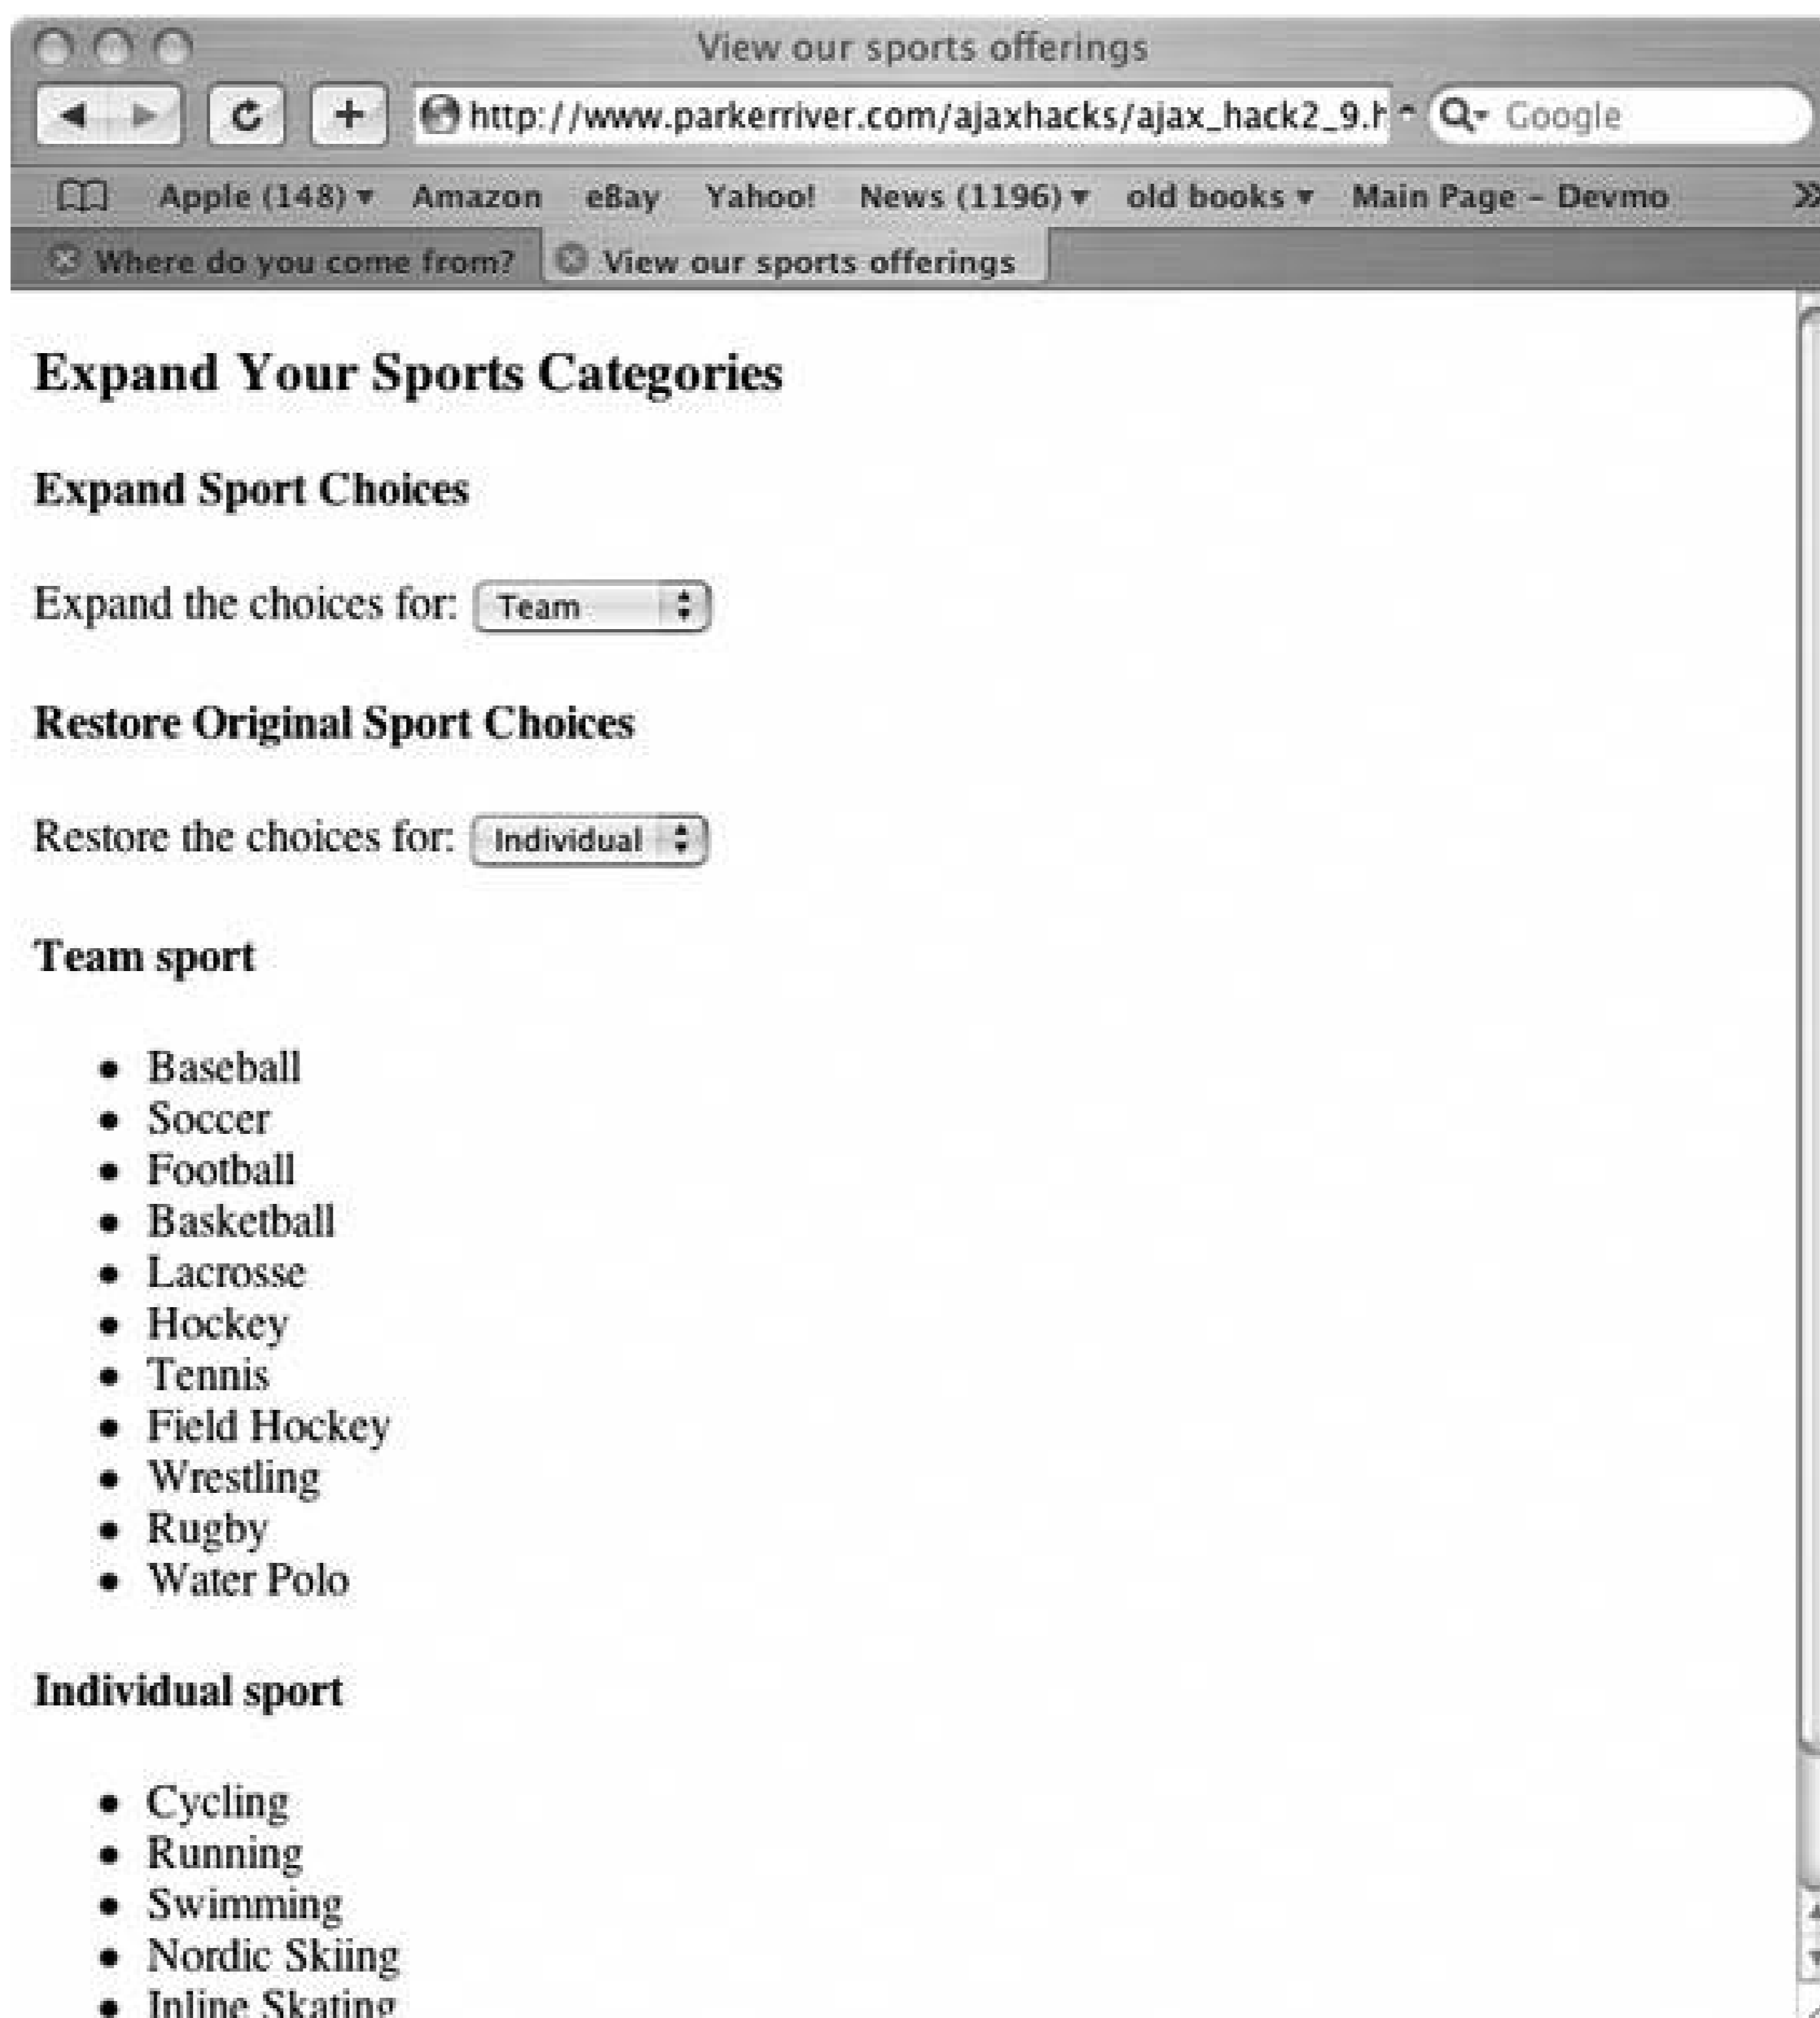 View our sports offerings
http://www.parkerriver.com/ajaxhacks/ajax_hack2_9.h Google
Apple (148) Amazon eBay Yahoo! News (1196) old books Main Page - Devmo
Where do you come from? View our sports offerings
Expand Your Sports Categories
Expand Sport Choices
Expand the choices for: Team
Restore Original Sport Choices
Restore the choices for: Individual
Team sport
• Baseball
• Soccer
• Football
• Basketball
• Lacrosse
• Hockey
• Tennis
• Field Hockey
• Wrestling
• Rugby
• Water Polo
Individual sport
• Cycling
• Running
• Swimming
• Nordic Skiing
• Inline Skating